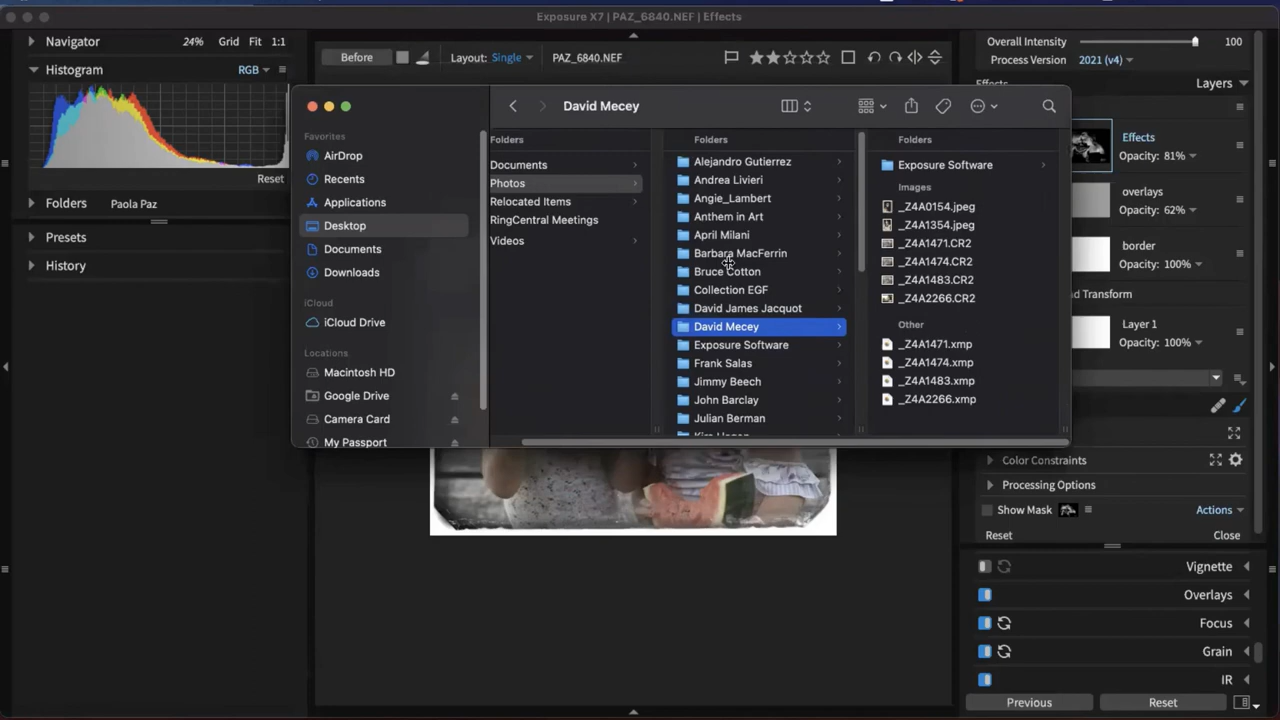 Exposure X7 | PAZ_6840.NEF | Effects
Navigator 24% Grid Fit 1:1
Histogram RGB
Reset
Folders Paola Paz
Presets
History
Before Layout: Single PAZ_6840.NEF
Overall Intensity 100
Process Version 2021 (v4)
Effects Layers
Effects
Opacity: 81%
overlays
Opacity: 62%
border
Opacity: 100%
nd Transform
Layer 1
Opacity: 100%
Color Constraints
Processing Options
Show Mask Actions
Reset Close
Vignette
Overlays
Focus
Grain
IR
Previous Reset
David Mecey
Favorites
AirDrop
Recents
Applications
Desktop
Documents
Downloads
iCloud
iCloud Drive
Locations
Macintosh HD
Google Drive
Camera Card
My Passport
Folders
Documents
Photos
Relocated Items
RingCentral Meetings
Videos
Folders
Alejandro Gutierrez
Andrea Livieri
Angie_Lambert
Anthem in Art
April Milani
Barbara MacFerrin
Bruce Cotton
Collection EGF
David James Jacquot
David Mecey
Exposure Software
Frank Salas
Jimmy Beech
John Barclay
Julian Berman
Folders
Exposure Software
Images
_Z4A0154.jpeg
_Z4A1354.jpeg
_Z4A1471.CR2
_Z4A1474.CR2
_Z4A1483.CR2
_Z4A2266.CR2
Other
_Z4A1471.xmp
_Z4A1474.xmp
_Z4A1483.xmp
_Z4A2266.xmp